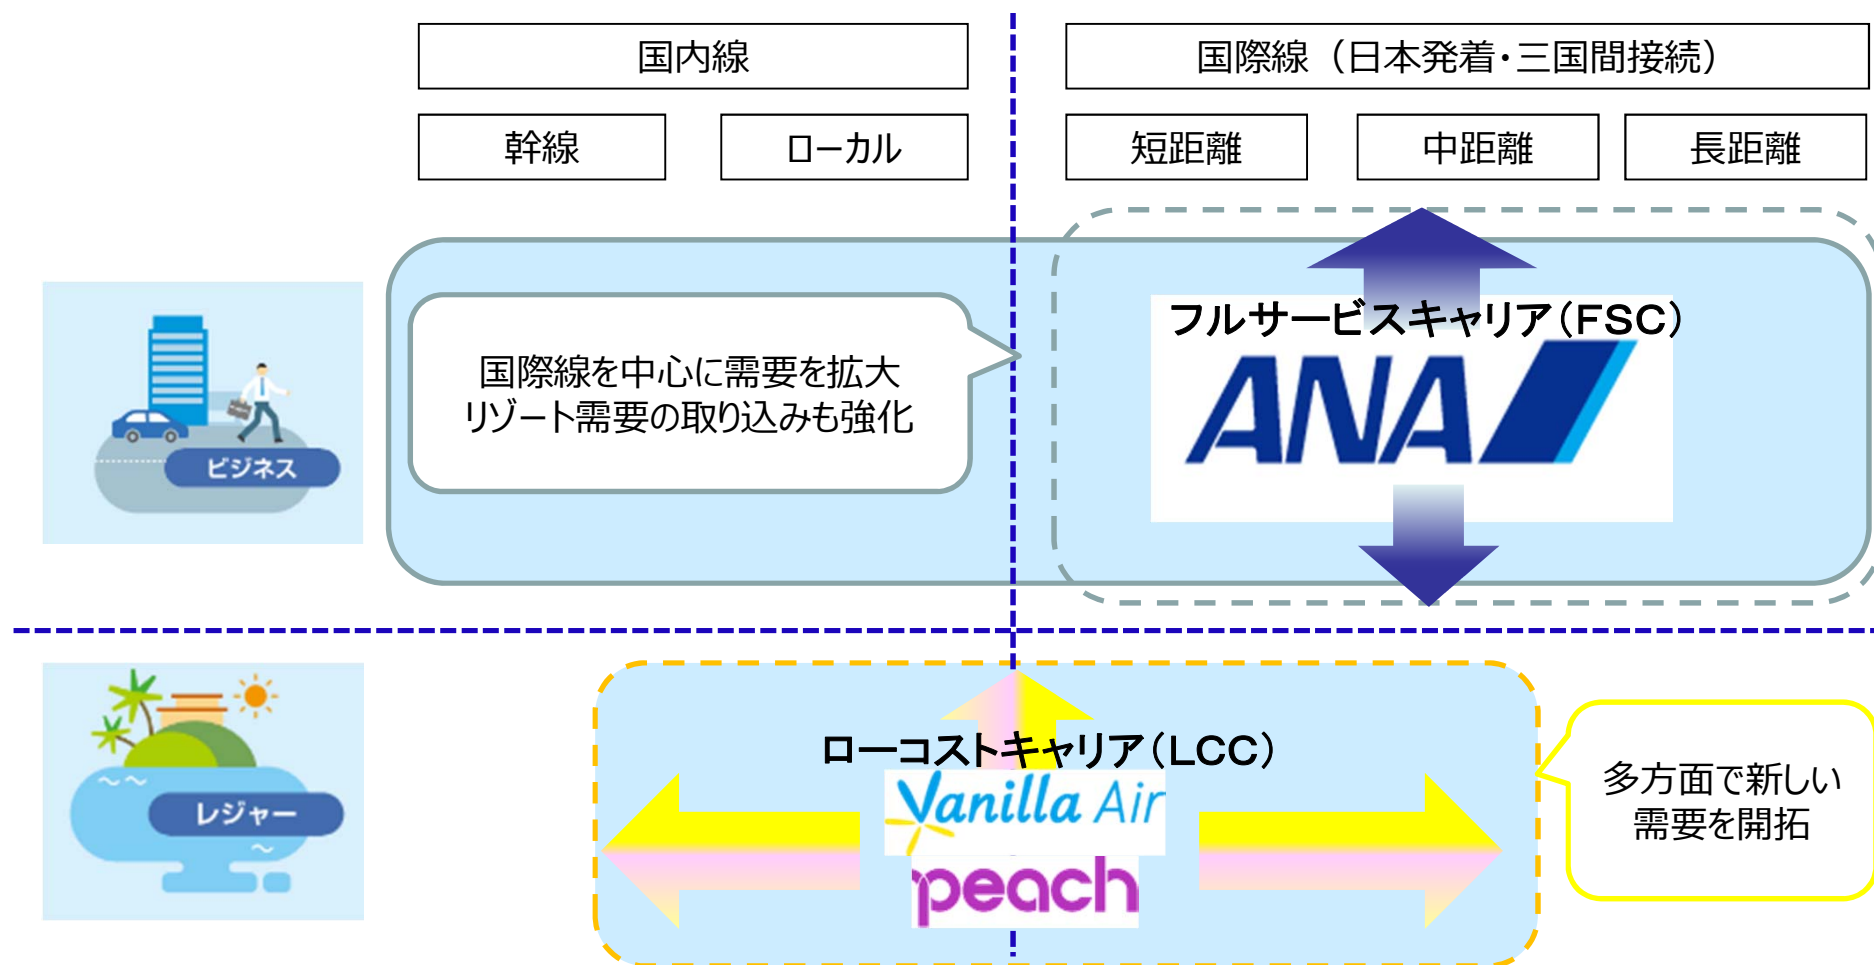 国内線
国際線（日本発着・三国間接続）
幹線
ローカル
短距離
中距離
長距離
国際線を中心に需要を拡大
リゾート需要の取り込みも強化
フルサービスキャリア（FSC）
ANA
ビジネス
レジャー
ローコストキャリア（LCC）
Vanilla Air
peach
多方面で新しい
需要を開拓